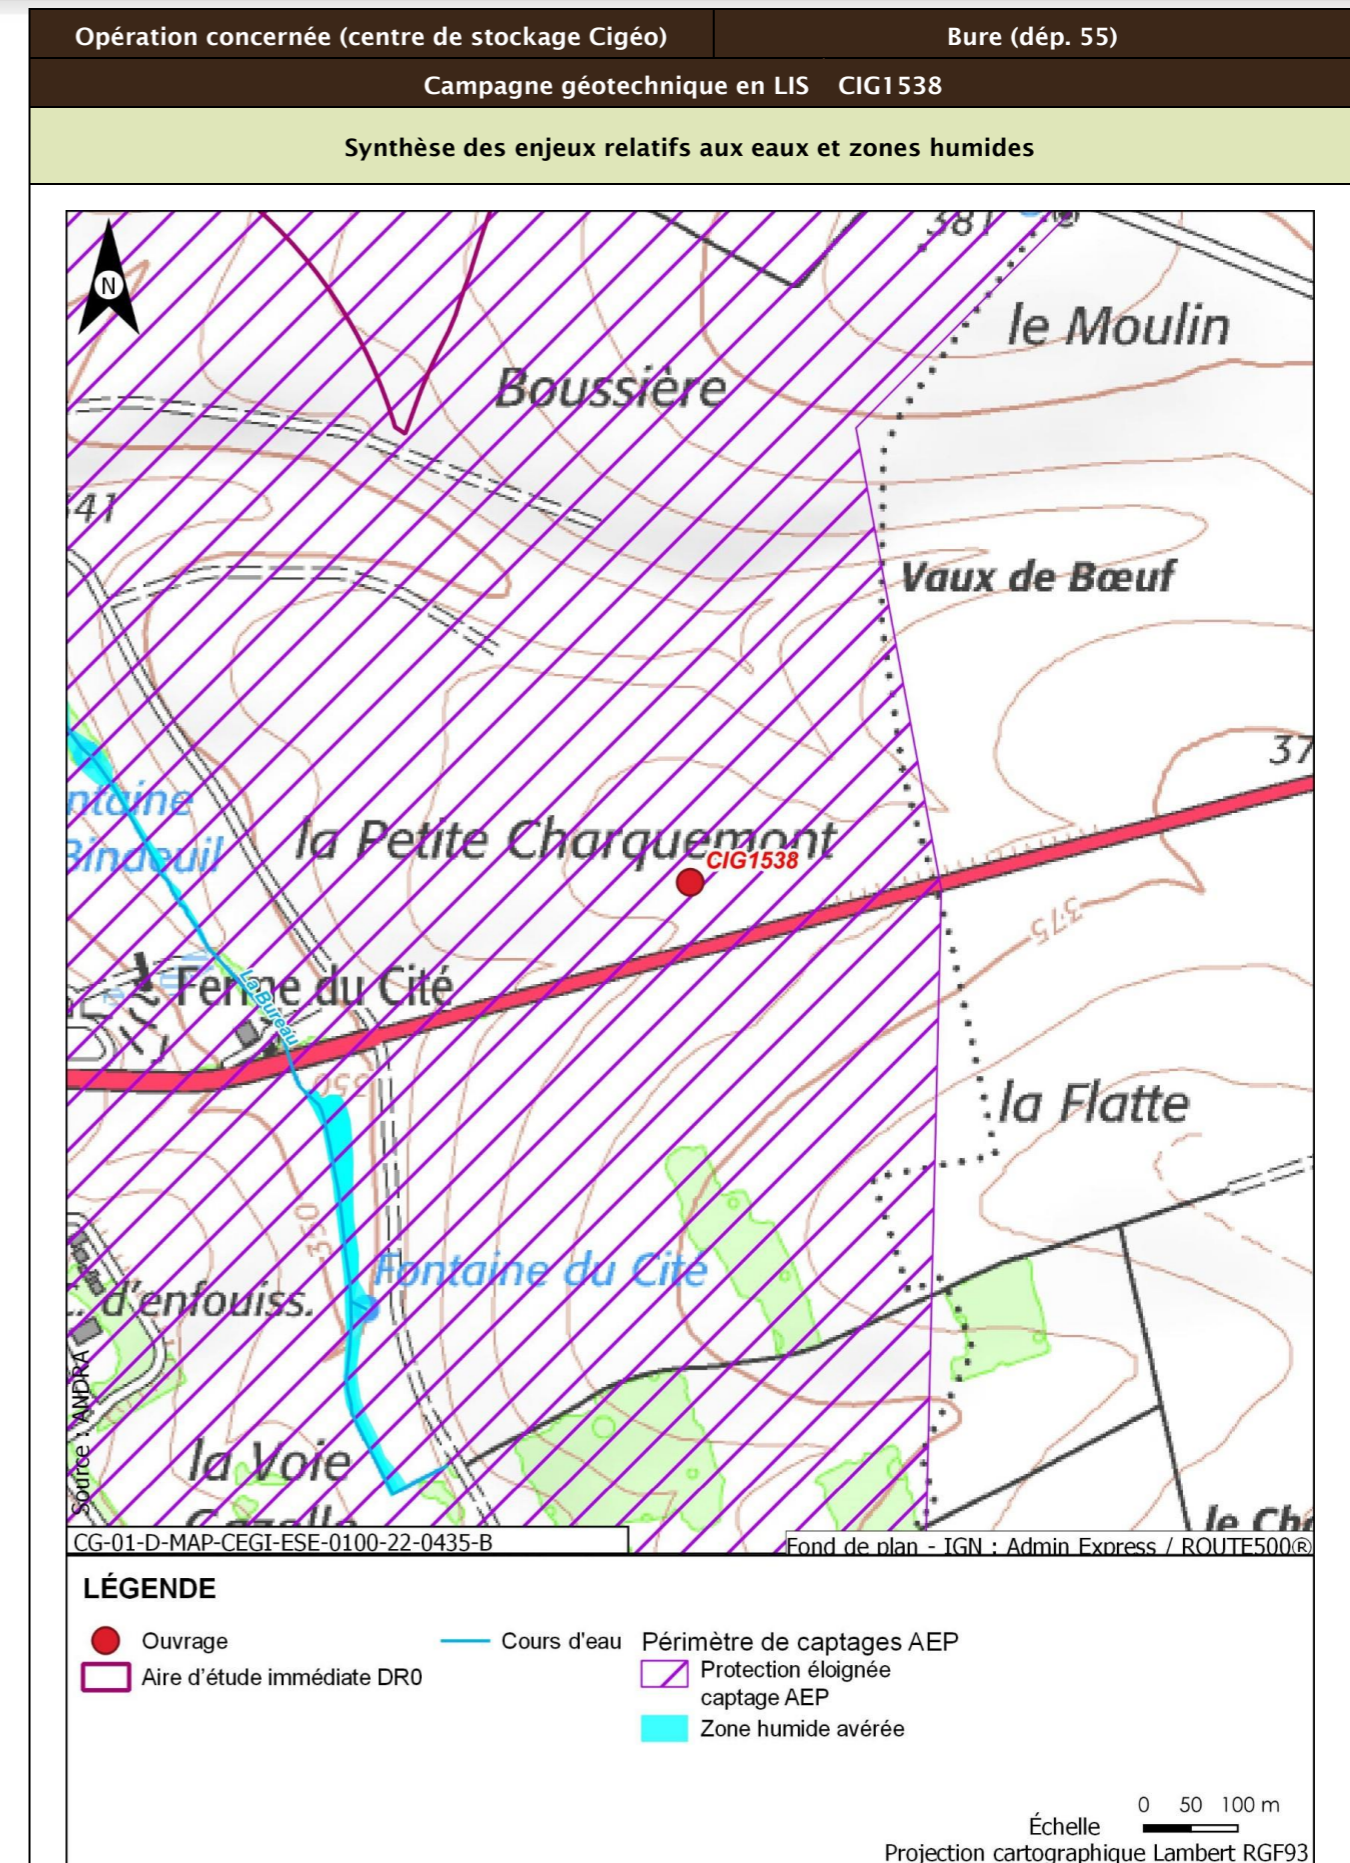 Opération concernée (centre de stockage Cigéo) Bure (dép. 55)
Campagne géotechnique en LIS CIG1538
Synthèse des enjeux relatifs aux eaux et zones humides
N
381
le Moulin
Boussière
41
Vaux de Bœuf
37
ntaine
Bindeuil
la Petite Charquemont
CIG1538
375
Ferme du Cité
La Bureau
350
la Flatte
350
Fontaine du Cité
d'enfouiss.
Source : ANDRA
la Voie
Gazelle
le Ch
CG-01-D-MAP-CEGI-ESE-0100-22-0435-B
Fond de plan - IGN : Admin Express / ROUTE500®
LÉGENDE
Ouvrage
Aire d'étude immédiate DR0
Cours d'eau
Périmètre de captages AEP
Protection éloignée
captage AEP
Zone humide avérée
0 50 100 m
Échelle
Projection cartographique Lambert RGF93